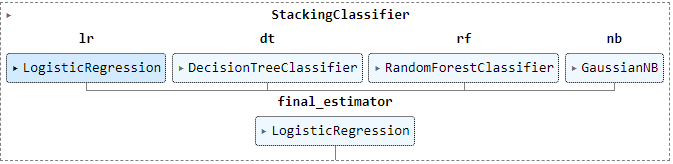 StackingClassifier
lr dt rf nb
LogisticRegression DecisionTreeClassifier RandomForestClassifier GaussianNB
final_estimator
LogisticRegression